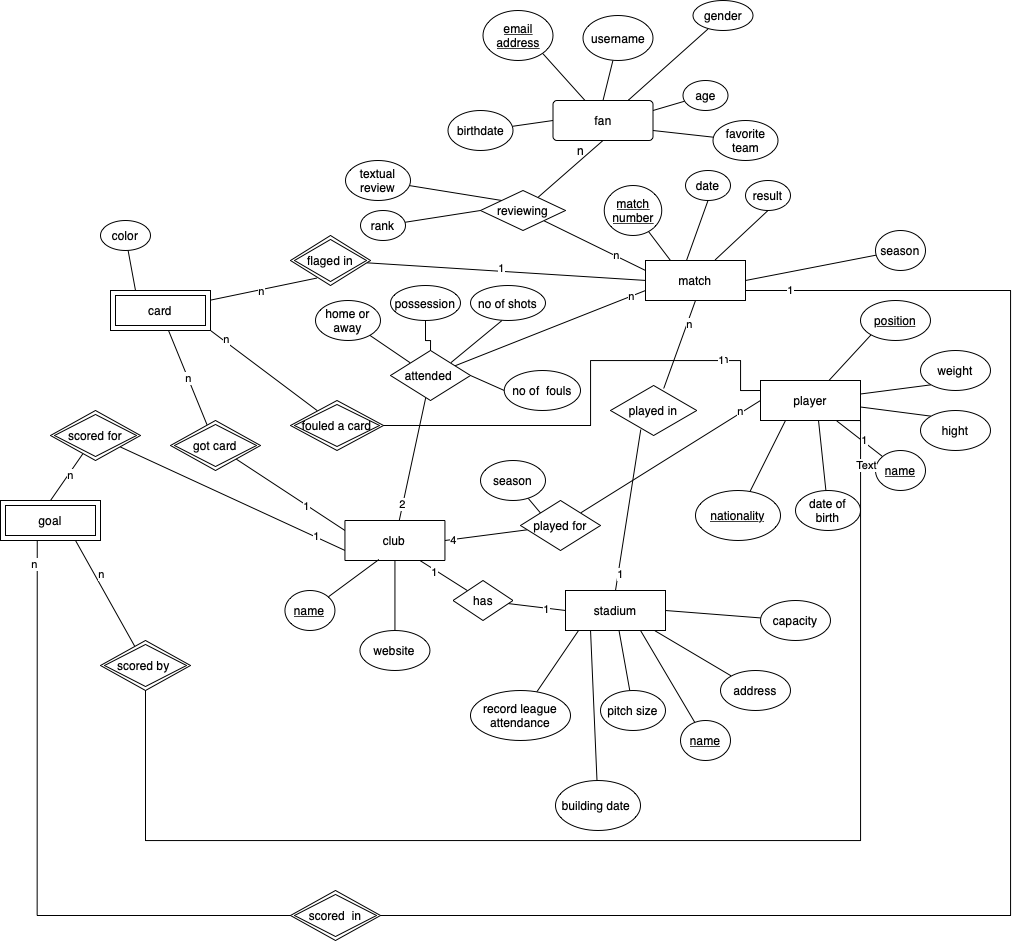 gender
email
address
username
age
fan
birthdate
favorite
team
n
textual
review
date
result
match
number
reviewing
rank
color
season
n
flaged in
1
match
n
possession
n
1
card
home or
away
no of shots
position
n
n
1
attended
weight
n
no of  fouls
player
played in
n
fouled a card
hight
scored for
got card
1
Text
name
n
season
1
2
nationality
date of
birth
goal
played for
1
club
4
n
1
1
n
has
1
name
stadium
capacity
website
scored by
address
record league
attendance
pitch size
name
building date
scored  in